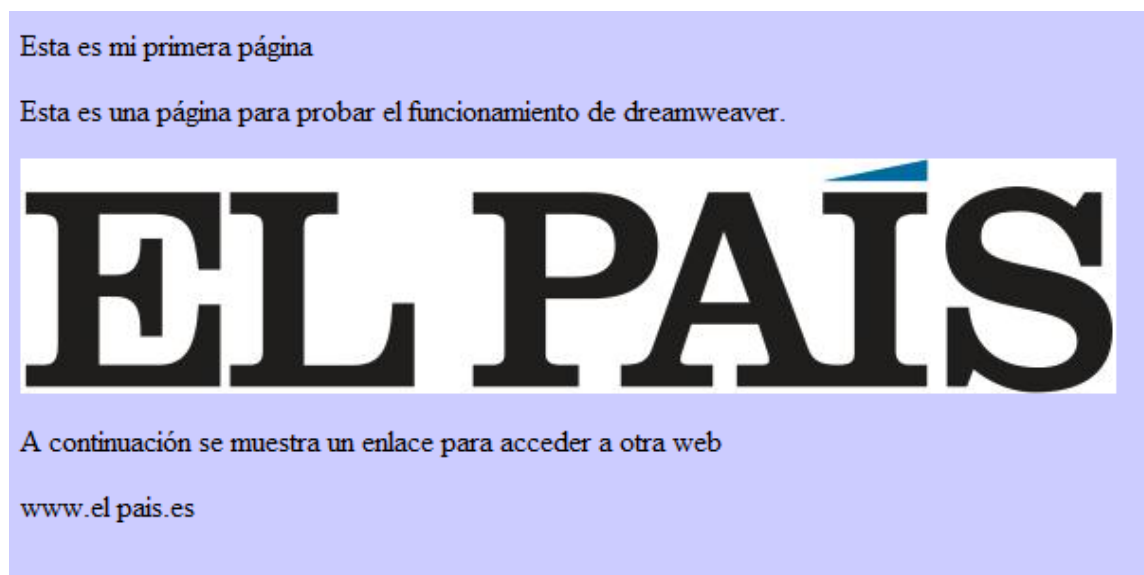 Esta es mi primera página
Esta es una página para probar el funcionamiento de dreamweaver.
EL PAÍS
A continuación se muestra un enlace para acceder a otra web
www.el pais.es